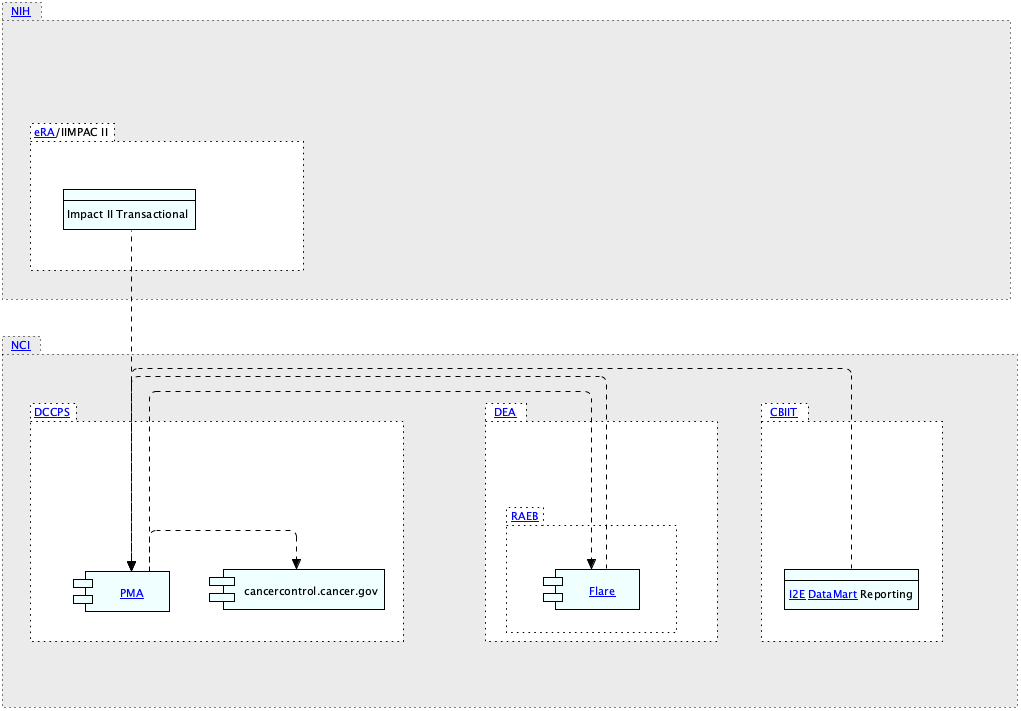 NIH
eRA/IIMPAC II
Impact II Transactional
NCI
DCCPS
DEA
CBIIT
RAEB
PMA
cancercontrol.cancer.gov
Flare
I2E DataMart Reporting